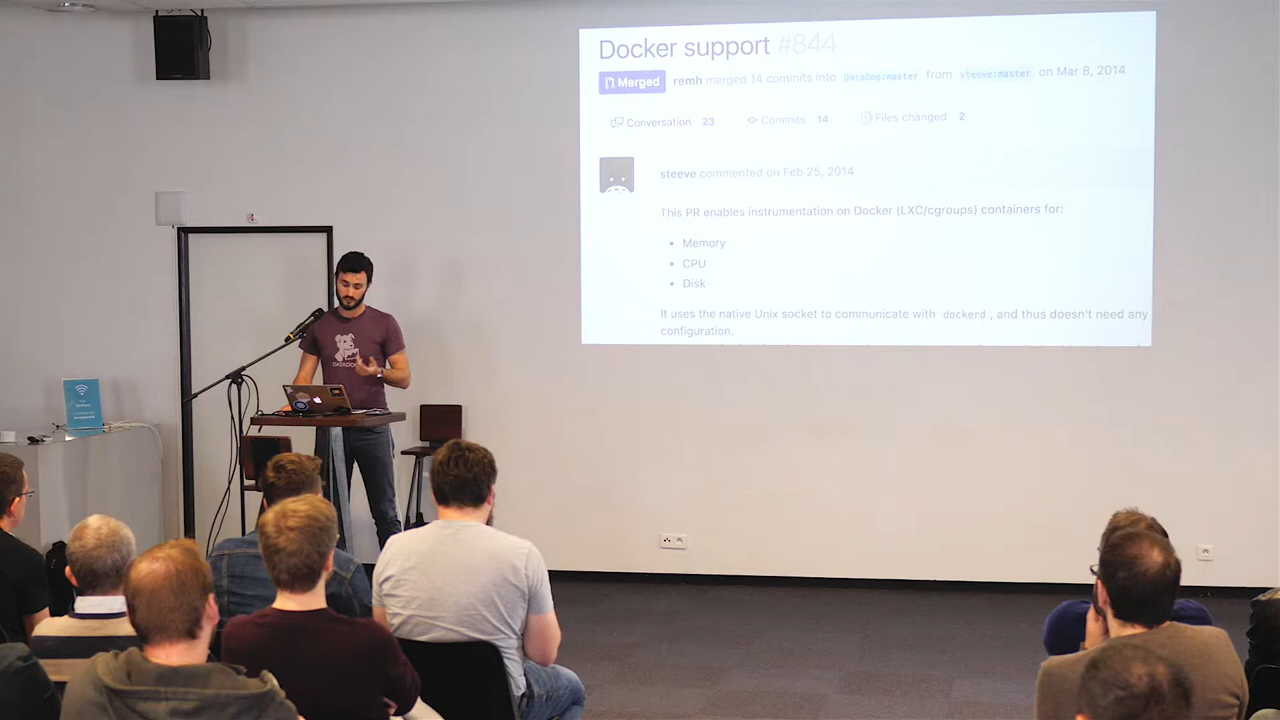 Docker support #844
Merged remh merged 14 commits into DataDog:master from steeve:master on Mar 8, 2014
Conversation 23 Commits 14 Files changed 2
steeve commented on Feb 25, 2014
This PR enables instrumentation on Docker (LXC/cgroups) containers for:
• Memory
• CPU
• Disk
It uses the native Unix socket to communicate with dockerd , and thus doesn't need any
configuration.
DATADOG